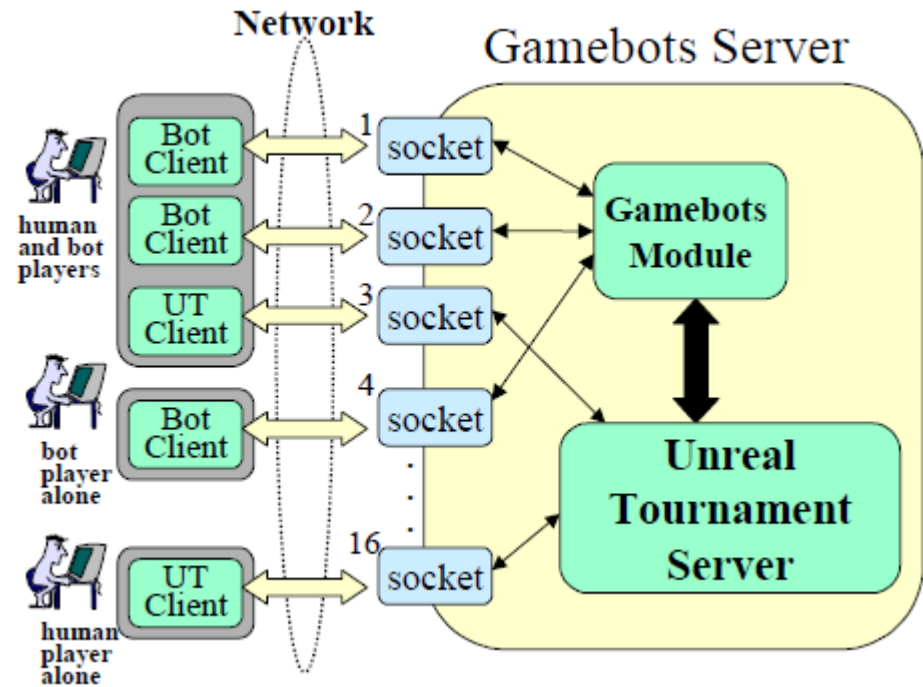 Network
Gamebots Server
Bot
Client
1
socket
human
and bot
players
Bot
Client
2
socket
Gamebots
Module
UT
Client
3
socket
bot
player
alone
Bot
Client
4
socket
.
.
.
.
Unreal
Tournament
Server
human
player
alone
UT
Client
16
socket